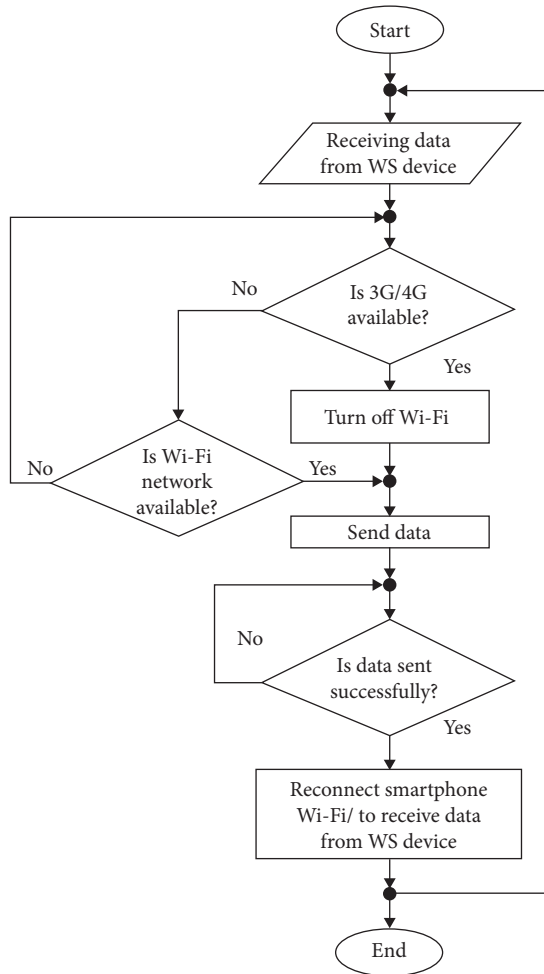 Start
Receiving data
from WS device
No
Is 3G/4G
available?
Yes
Turn off Wi-Fi
No
Is Wi-Fi
network
available?
Yes
Send data
No
Is data sent
successfully?
Yes
Reconnect smartphone
Wi-Fi/ to receive data
from WS device
End